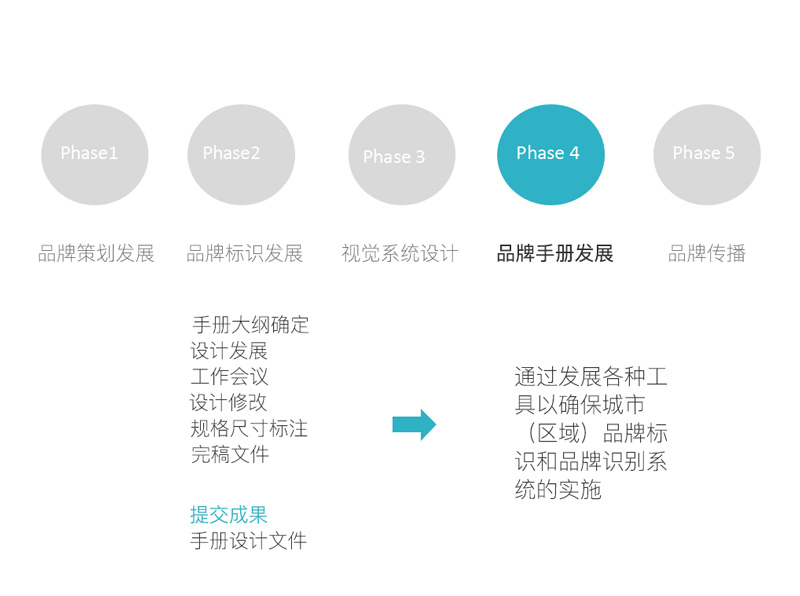 Phase1
Phase2
Phase 3
Phase 4
Phase 5
品牌策划发展
品牌标识发展
视觉系统设计
品牌手册发展
品牌传播
手册大纲确定
设计发展
工作会议
设计修改
规格尺寸标注
完稿文件
提交成果
手册设计文件
通过发展各种工
具以确保城市
（区域）品牌标
识和品牌识别系
统的实施